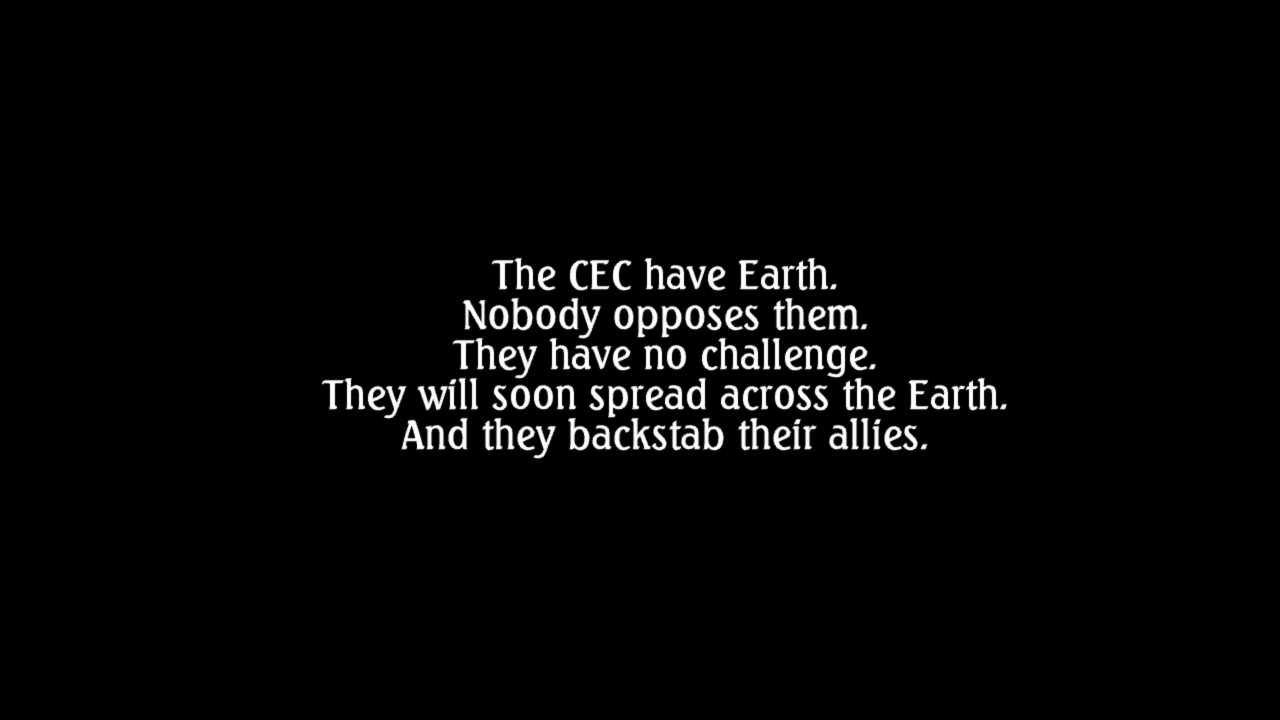 The CEC have Earth.
Nobody opposes them.
They have no challenge.
They will soon spread across the Earth.
And they backstab their allies.